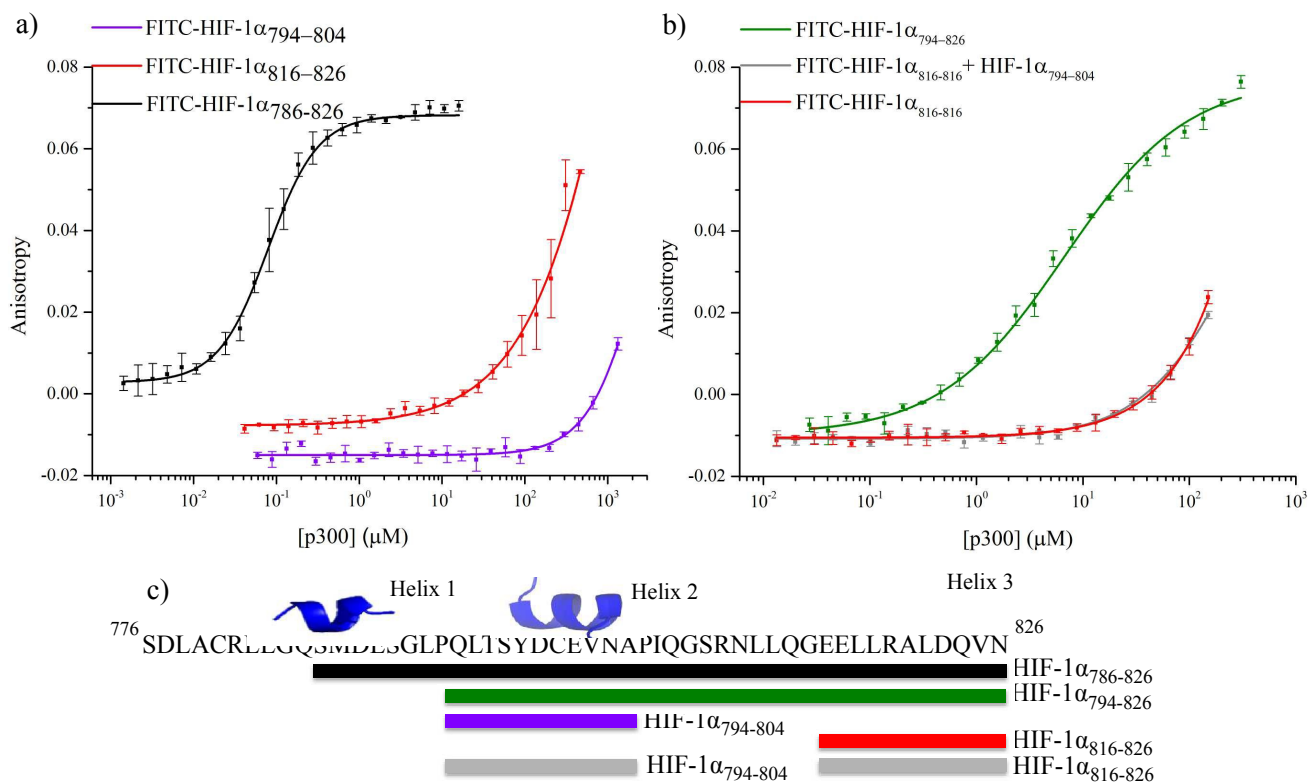 a)
FITC-HIF-1α794–804
FITC-HIF-1α816–826
FITC-HIF-1α786–826
0.08
0.06
0.04
0.02
0.00
-0.02
Anisotropy
10-3
10-2
10-1
100
101
102
103
[p300] (μM)
b)
FITC-HIF-1α794–826
FITC-HIF-1α816-816+ HIF-1α794–804
FITC-HIF-1α816-816
0.08
0.06
0.04
0.02
0.00
-0.02
Anisotropy
10-2
10-1
100
101
102
103
[p300] (μM)
c)
Helix 1
Helix 2
Helix 3
776 SDLACRLLGQSMDESGLPQLTSYDCEVNAPIQGSRNLLQGEELLRALDQVN 826
HIF-1α786-826
HIF-1α794-826
HIF-1α794-804
HIF-1α816-826
HIF-1α794-804
HIF-1α816-826